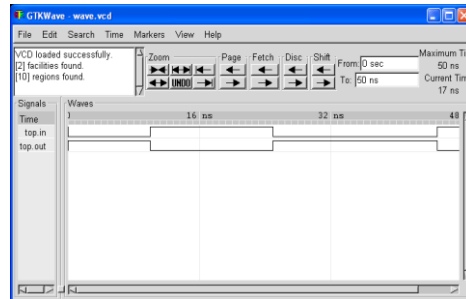 GTKWave - wave.vcd
File Edit Search Time Markers View Help
VCD loaded successfully.
[2] facilities found.
[10] regions found.
Zoom
UNDO
Page
Fetch
Disc
Shift
From: 0 sec
To: 50 ns
Maximum Ti
50 ns
Current Tim
17 ns
Signals
Waves
Time
16 ns
32 ns
48
top.in
top.out